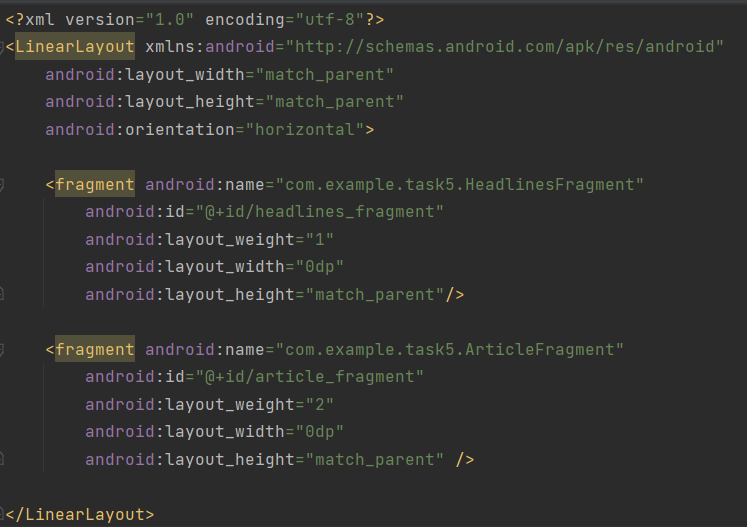 <?xml version="1.0" encoding="utf-8"?>
<LinearLayout xmlns:android="http://schemas.android.com/apk/res/android"
    android:layout_width="match_parent"
    android:layout_height="match_parent"
    android:orientation="horizontal">

    <fragment android:name="com.example.task5.HeadlinesFragment"
        android:id="@+id/headlines_fragment"
        android:layout_weight="1"
        android:layout_width="0dp"
        android:layout_height="match_parent"/>

    <fragment android:name="com.example.task5.ArticleFragment"
        android:id="@+id/article_fragment"
        android:layout_weight="2"
        android:layout_width="0dp"
        android:layout_height="match_parent" />

</LinearLayout>